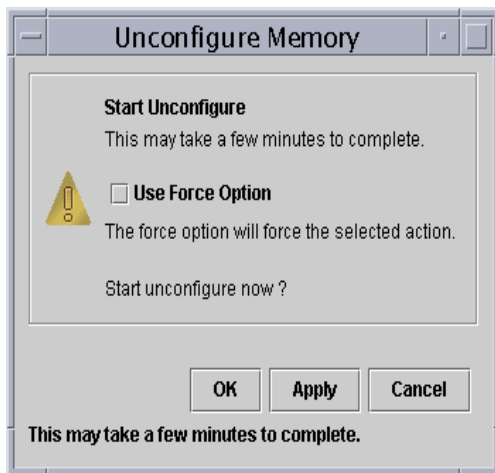 Unconfigure Memory
Start Unconfigure
This may take a few minutes to complete.
Use Force Option
The force option will force the selected action.
Start unconfigure now ?
OK Apply Cancel
This may take a few minutes to complete.